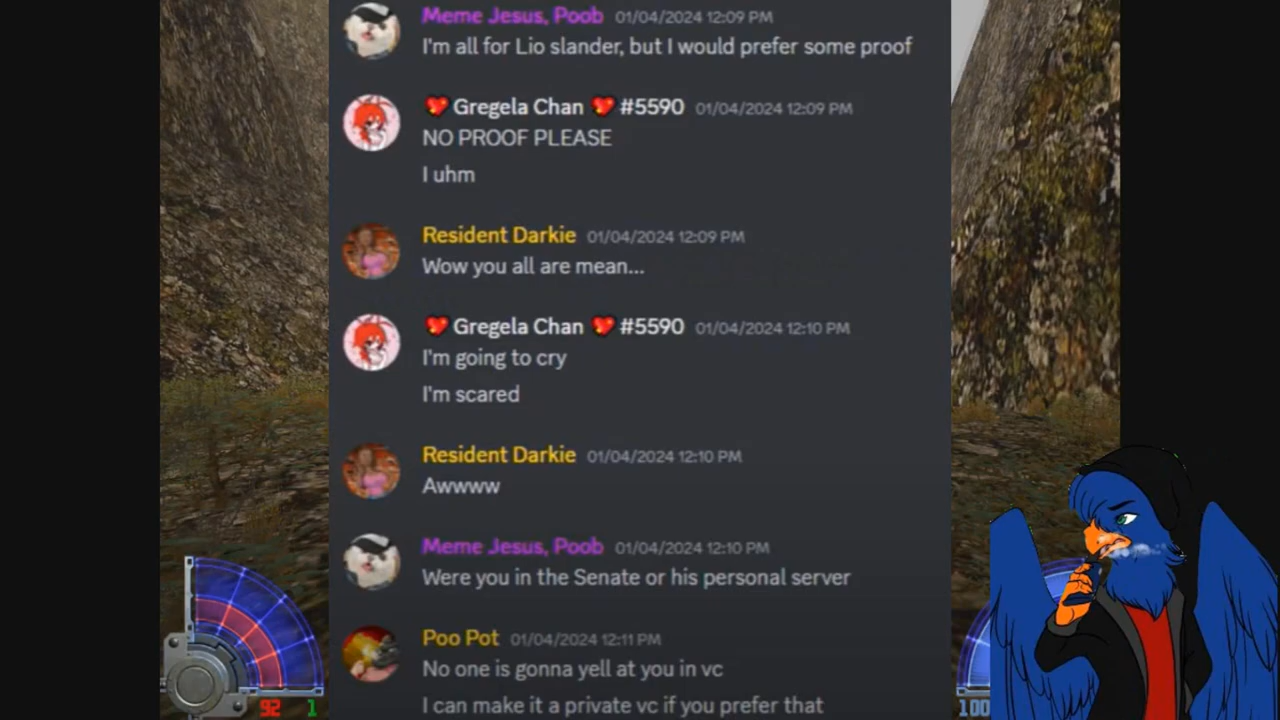 Meme Jesus, Poob 01/04/2024 12:09 PM
I'm all for Lio slander, but I would prefer some proof
❤️ Gregela Chan ❤️ #5590 01/04/2024 12:09 PM
NO PROOF PLEASE
I uhm
Resident Darkie 01/04/2024 12:09 PM
Wow you all are mean...
❤️ Gregela Chan ❤️ #5590 01/04/2024 12:10 PM
I'm going to cry
I'm scared
Resident Darkie 01/04/2024 12:10 PM
Awwww
Meme Jesus, Poob 01/04/2024 12:10 PM
Were you in the Senate or his personal server
Poo Pot 01/04/2024 12:11 PM
No one is gonna yell at you in vc
I can make it a private vc if you prefer that
92 1
100